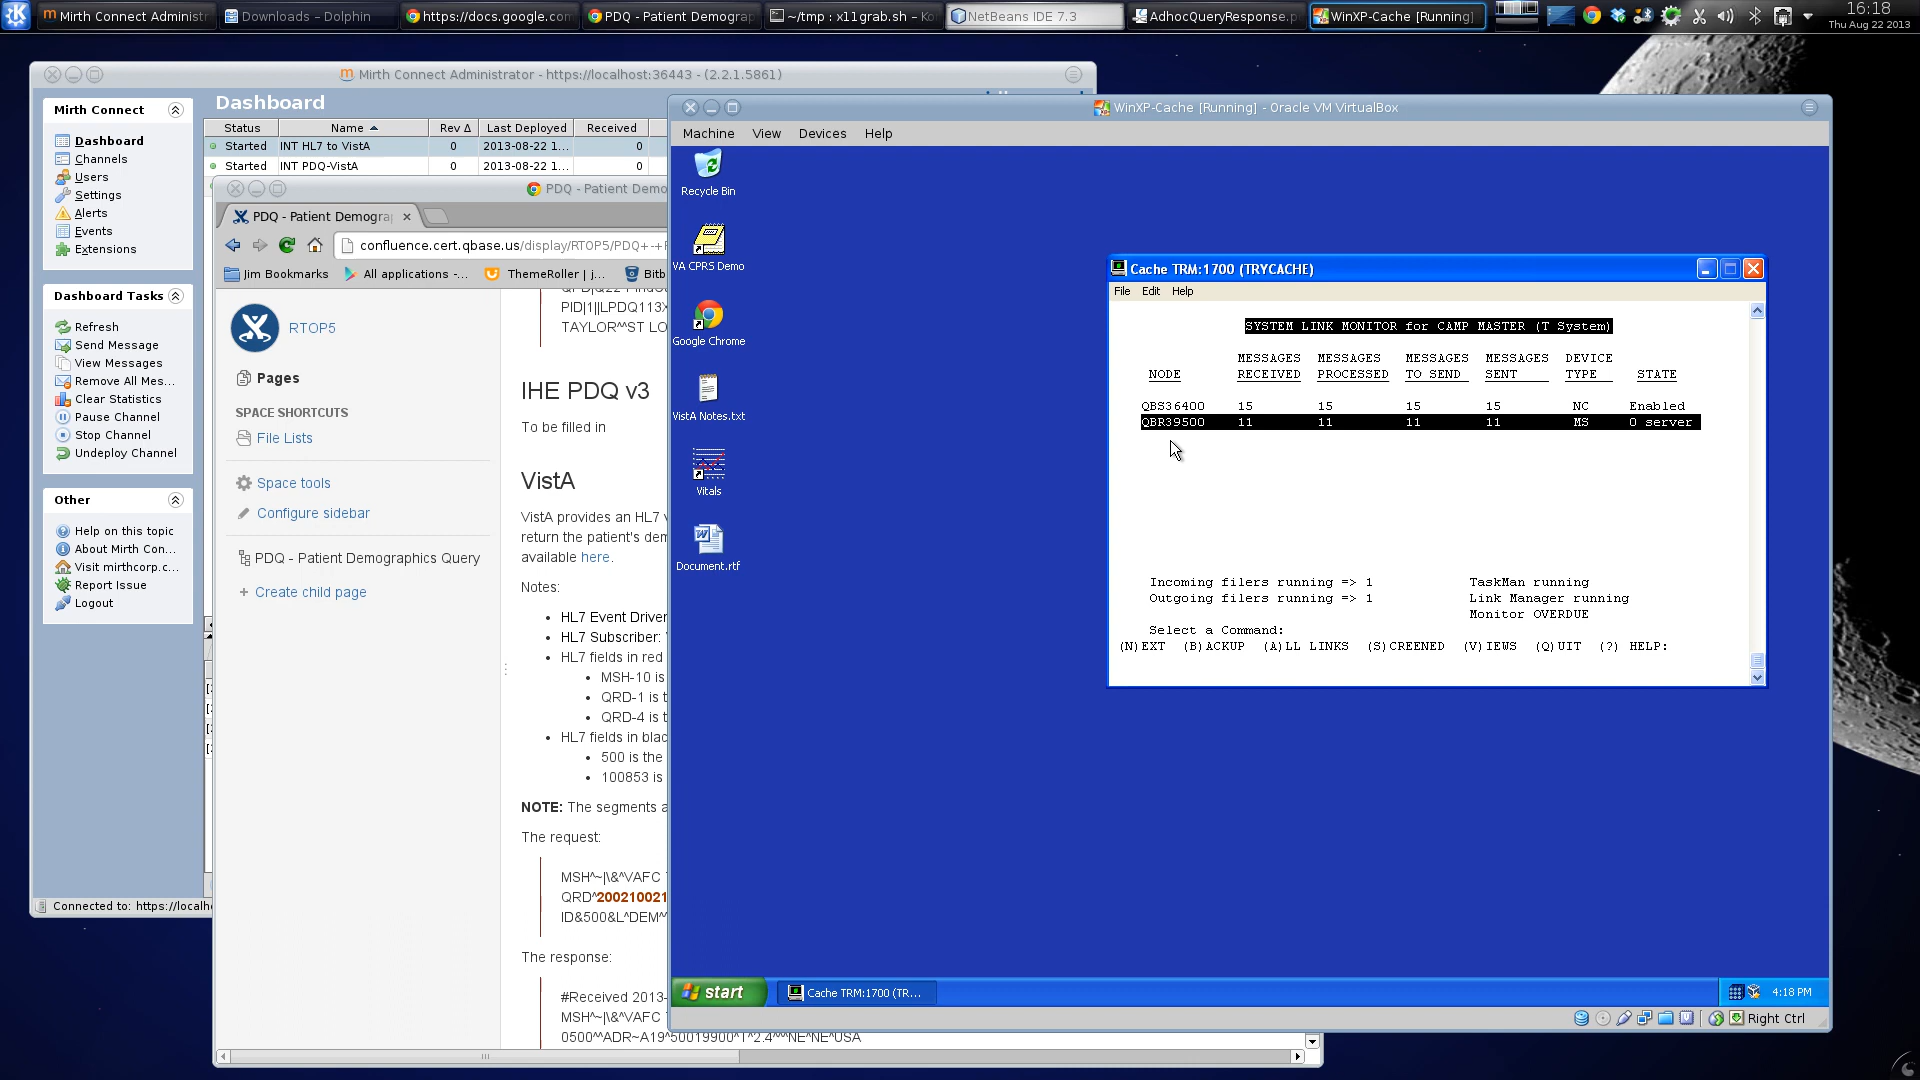 Mirth Connect Administ
Downloads – Dolphin
https://docs.google.com
PDQ - Patient Demograp
~/tmp : x11grab.sh – Ko
NetBeans IDE 7.3
AdhocQueryResponse.p
WinXP-Cache [Running]
16:18
Thu Aug 22 2013
Mirth Connect Administrator - https://localhost:36443 - (2.2.1.5861)
Mirth Connect
Dashboard
Channels
Users
Settings
Alerts
Events
Extensions
Dashboard Tasks
Refresh
Send Message
View Messages
Remove All Mes...
Clear Statistics
Pause Channel
Stop Channel
Undeploy Channel
Other
Help on this topic
About Mirth Con...
Visit mirthcorp.c...
Report Issue
Logout
Connected to: https://localh
Dashboard
Status Name Rev Δ Last Deployed Received
Started INT HL7 to VistA 0 2013-08-22 1... 0
Started INT PDQ-VistA 0 2013-08-22 1... 0
PDQ - Patient Demo
PDQ - Patient Demogra
confluence.cert.qbase.us/display/RTOP5/PDQ+-+
Jim Bookmarks
All applications -...
ThemeRoller | j...
Bitb
RTOP5
Pages
SPACE SHORTCUTS
File Lists
Space tools
Configure sidebar
PDQ - Patient Demographics Query
+ Create child page
PID|1||LPDQ113X
TAYLOR^^ST LO
IHE PDQ v3
To be filled in
VistA
VistA provides an HL7 v
return the patient's dem
available here.
Notes:
• HL7 Event Driver
• HL7 Subscriber:
• HL7 fields in red
• MSH-10 is
• QRD-1 is t
• QRD-4 is t
• HL7 fields in blac
• 500 is the
• 100853 is
NOTE: The segments a
The request:
MSH^~|\&^VAFC
QRD^200210021
ID&500&L^DEM^^
The response:
#Received 2013-
MSH^~|\&^VAFC
0500^^ADR~A19^50019900^T^2.4^^^NE^NE^USA
WinXP-Cache [Running] - Oracle VM VirtualBox
Machine View Devices Help
Recycle Bin
VA CPRS Demo
Google Chrome
VistA Notes.txt
Vitals
Document.rtf
Cache TRM:1700 (TRYCACHE)
File Edit Help
SYSTEM LINK MONITOR for CAMP MASTER (T System)
MESSAGES MESSAGES MESSAGES MESSAGES DEVICE
NODE RECEIVED PROCESSED TO SEND SENT TYPE STATE
QBS36400 15 15 15 15 NC Enabled
QBR39500 11 11 11 11 MS 0 server
Incoming filers running => 1 TaskMan running
Outgoing filers running => 1 Link Manager running
Monitor OVERDUE
Select a Command:
(N)EXT (B)ACKUP (A)LL LINKS (S)CREENED (V)IEWS (Q)UIT (?) HELP:
start
Cache TRM:1700 (TR...
4:18 PM
Right Ctrl